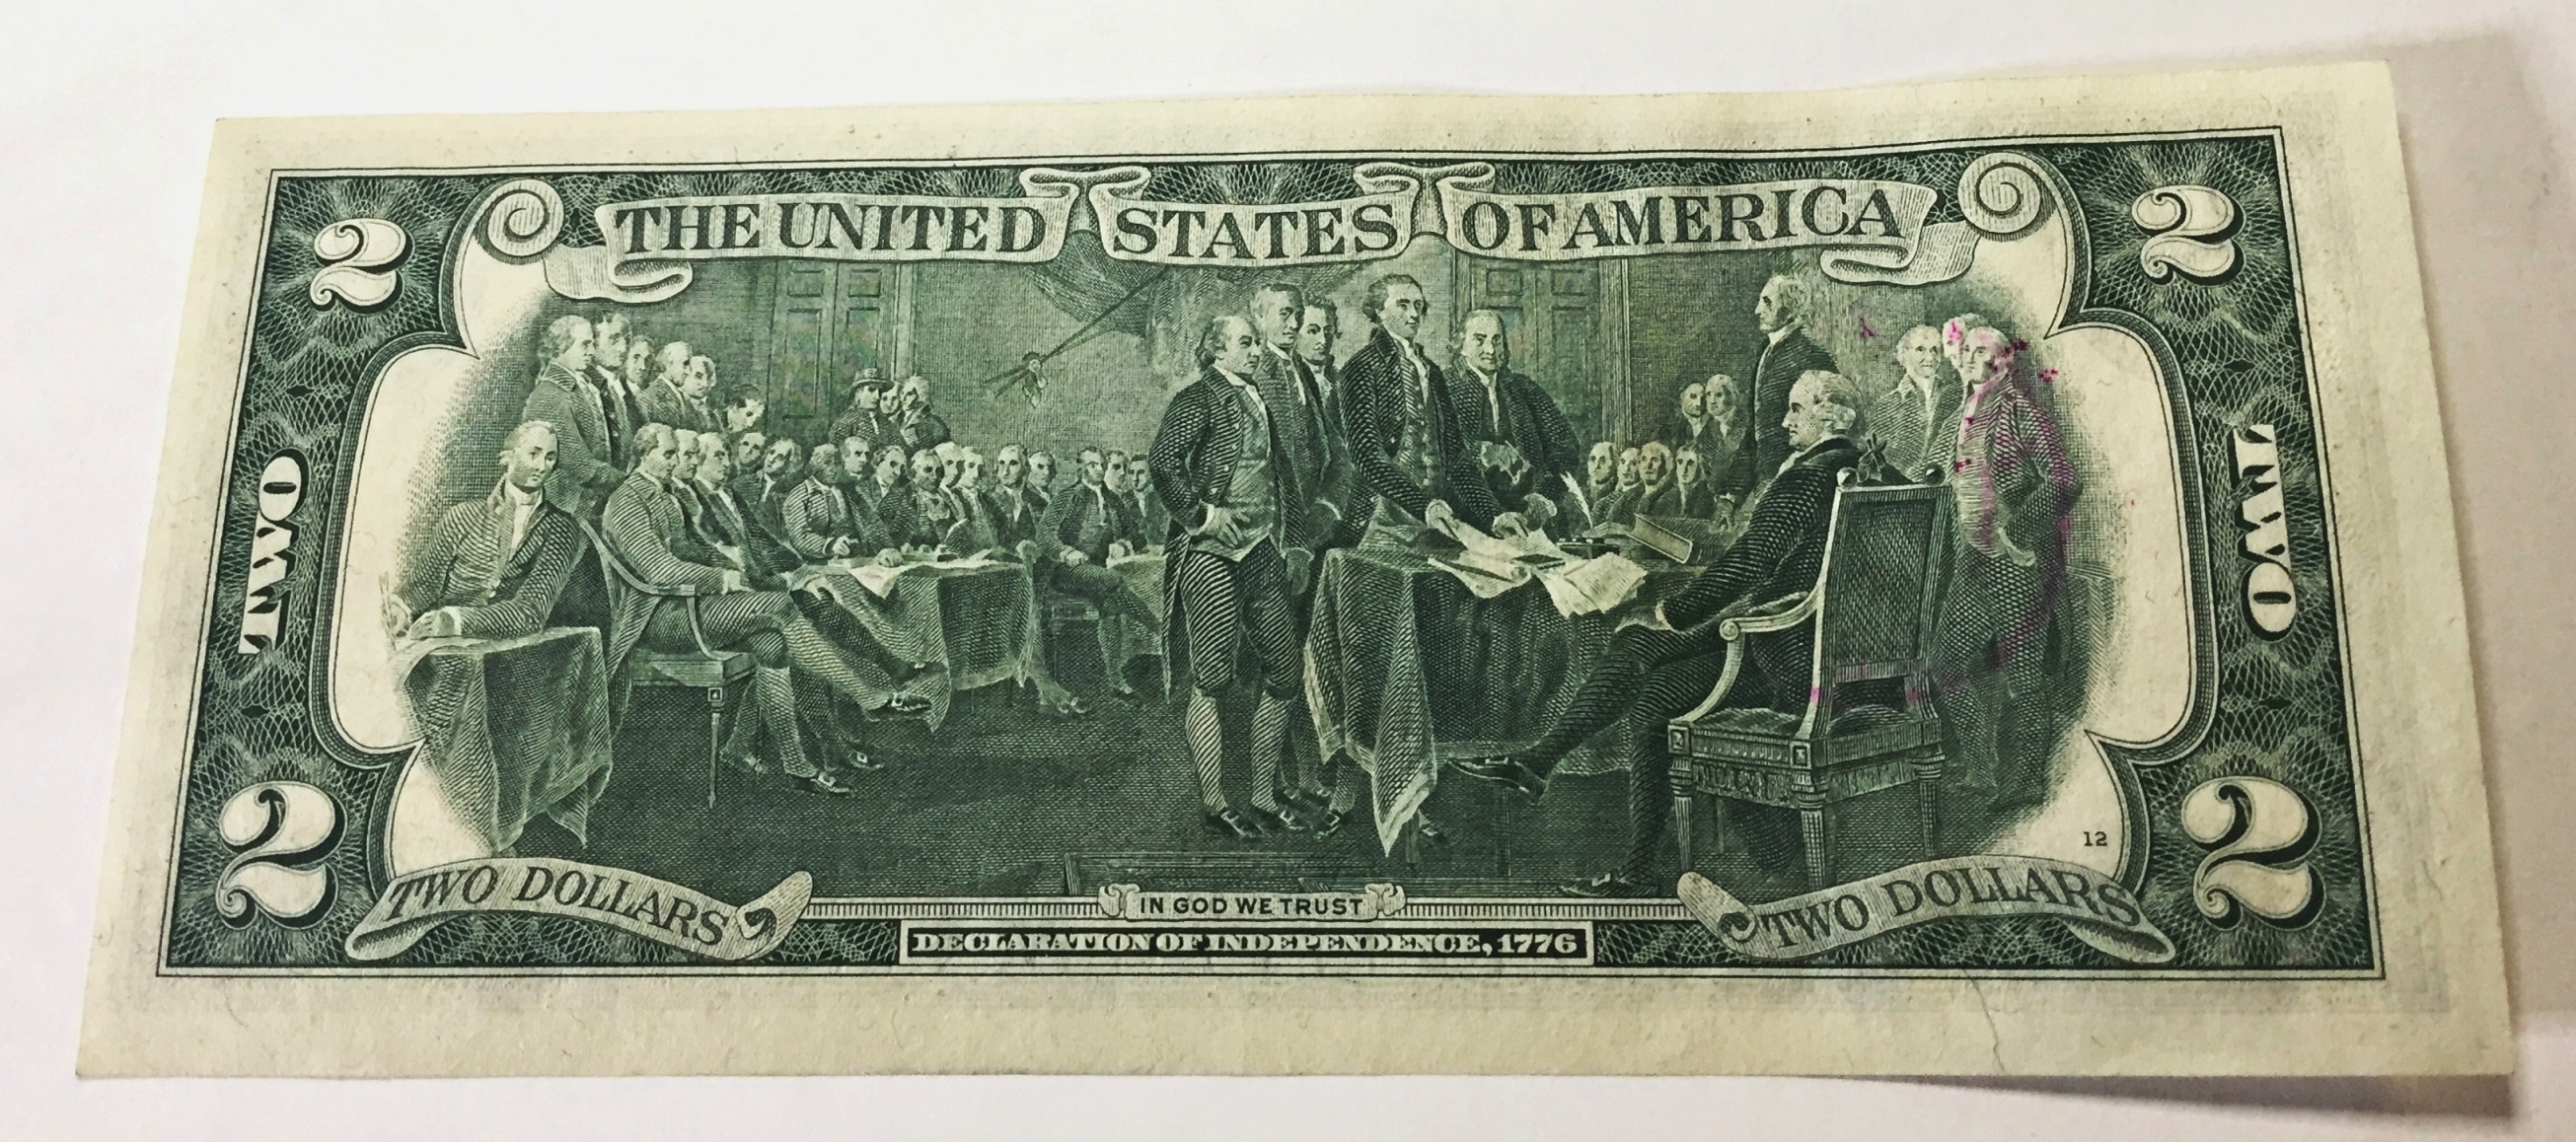 THE UNITED STATES OF AMERICA
2
2
TWO
TWO
2
2
12
TWO DOLLARS
TWO DOLLARS
IN GOD WE TRUST
DECLARATION OF INDEPENDENCE, 1776